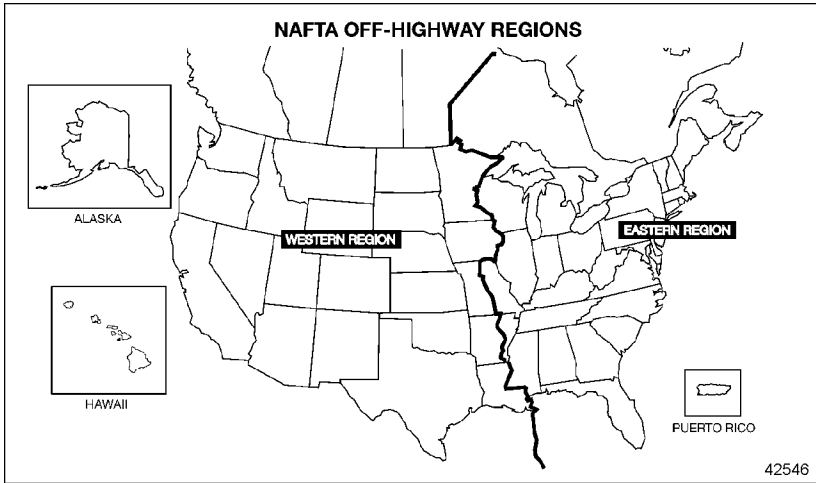 NAFTA OFF-HIGHWAY REGIONS
ALASKA
WESTERN REGION
EASTERN REGION
HAWAII
PUERTO RICO
42546